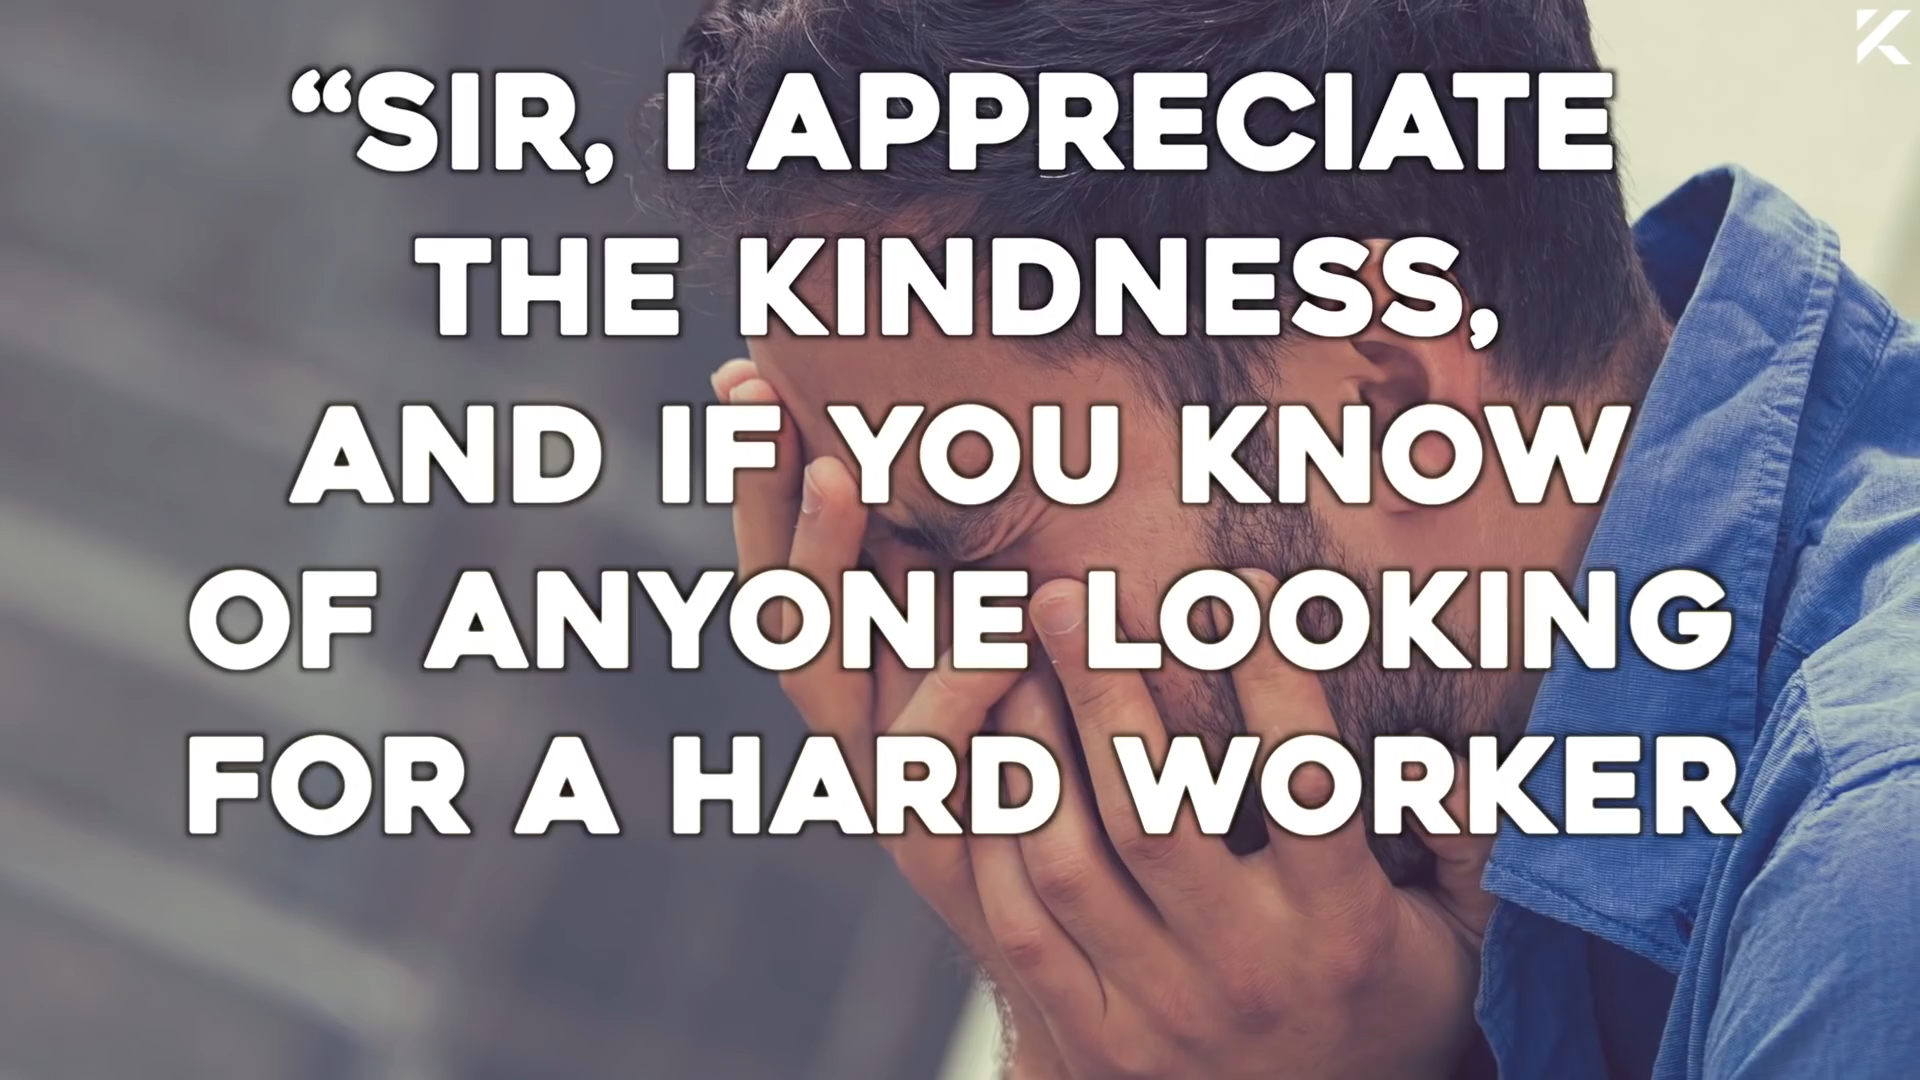 “SIR, I APPRECIATE
THE KINDNESS,
AND IF YOU KNOW
OF ANYONE LOOKING
FOR A HARD WORKER